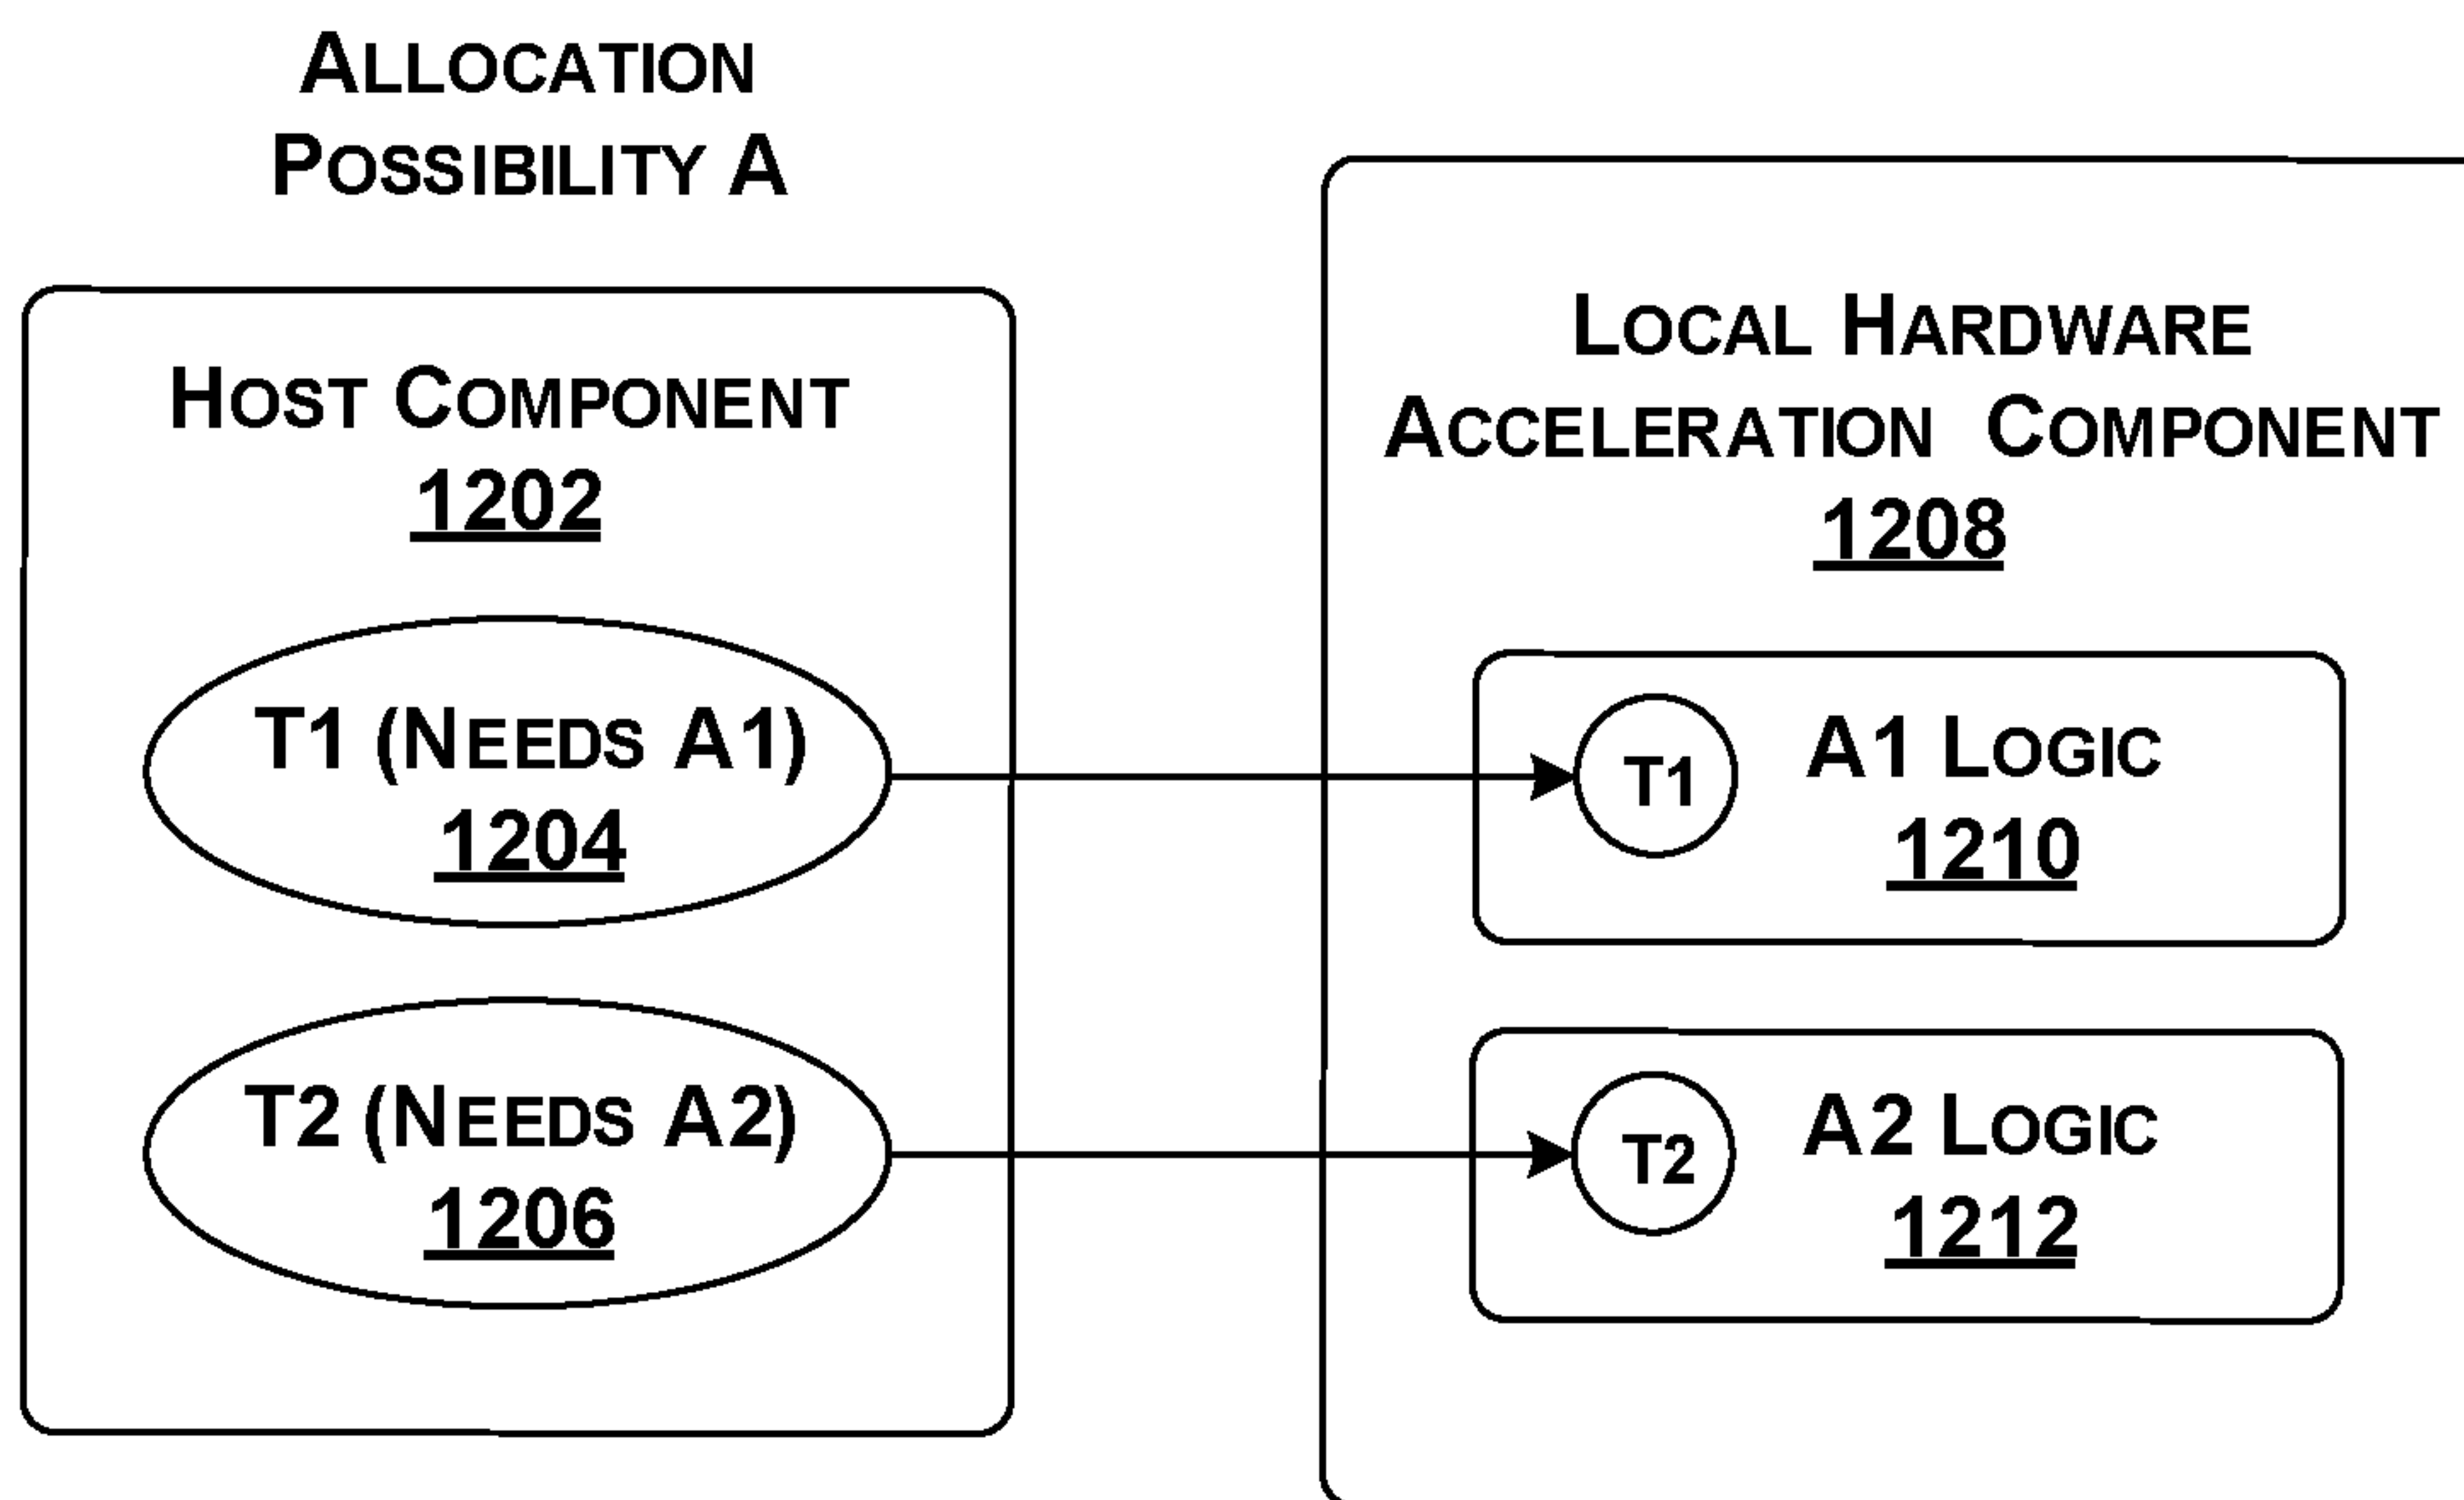 ALLOCATION
POSSIBILITY A
HOST COMPONENT
1202
T1 (NEEDS A1)
1204
T2 (NEEDS A2)
1206
LOCAL HARDWARE
ACCELERATION COMPONENT
1208
T1
A1 LOGIC
1210
T2
A2 LOGIC
1212